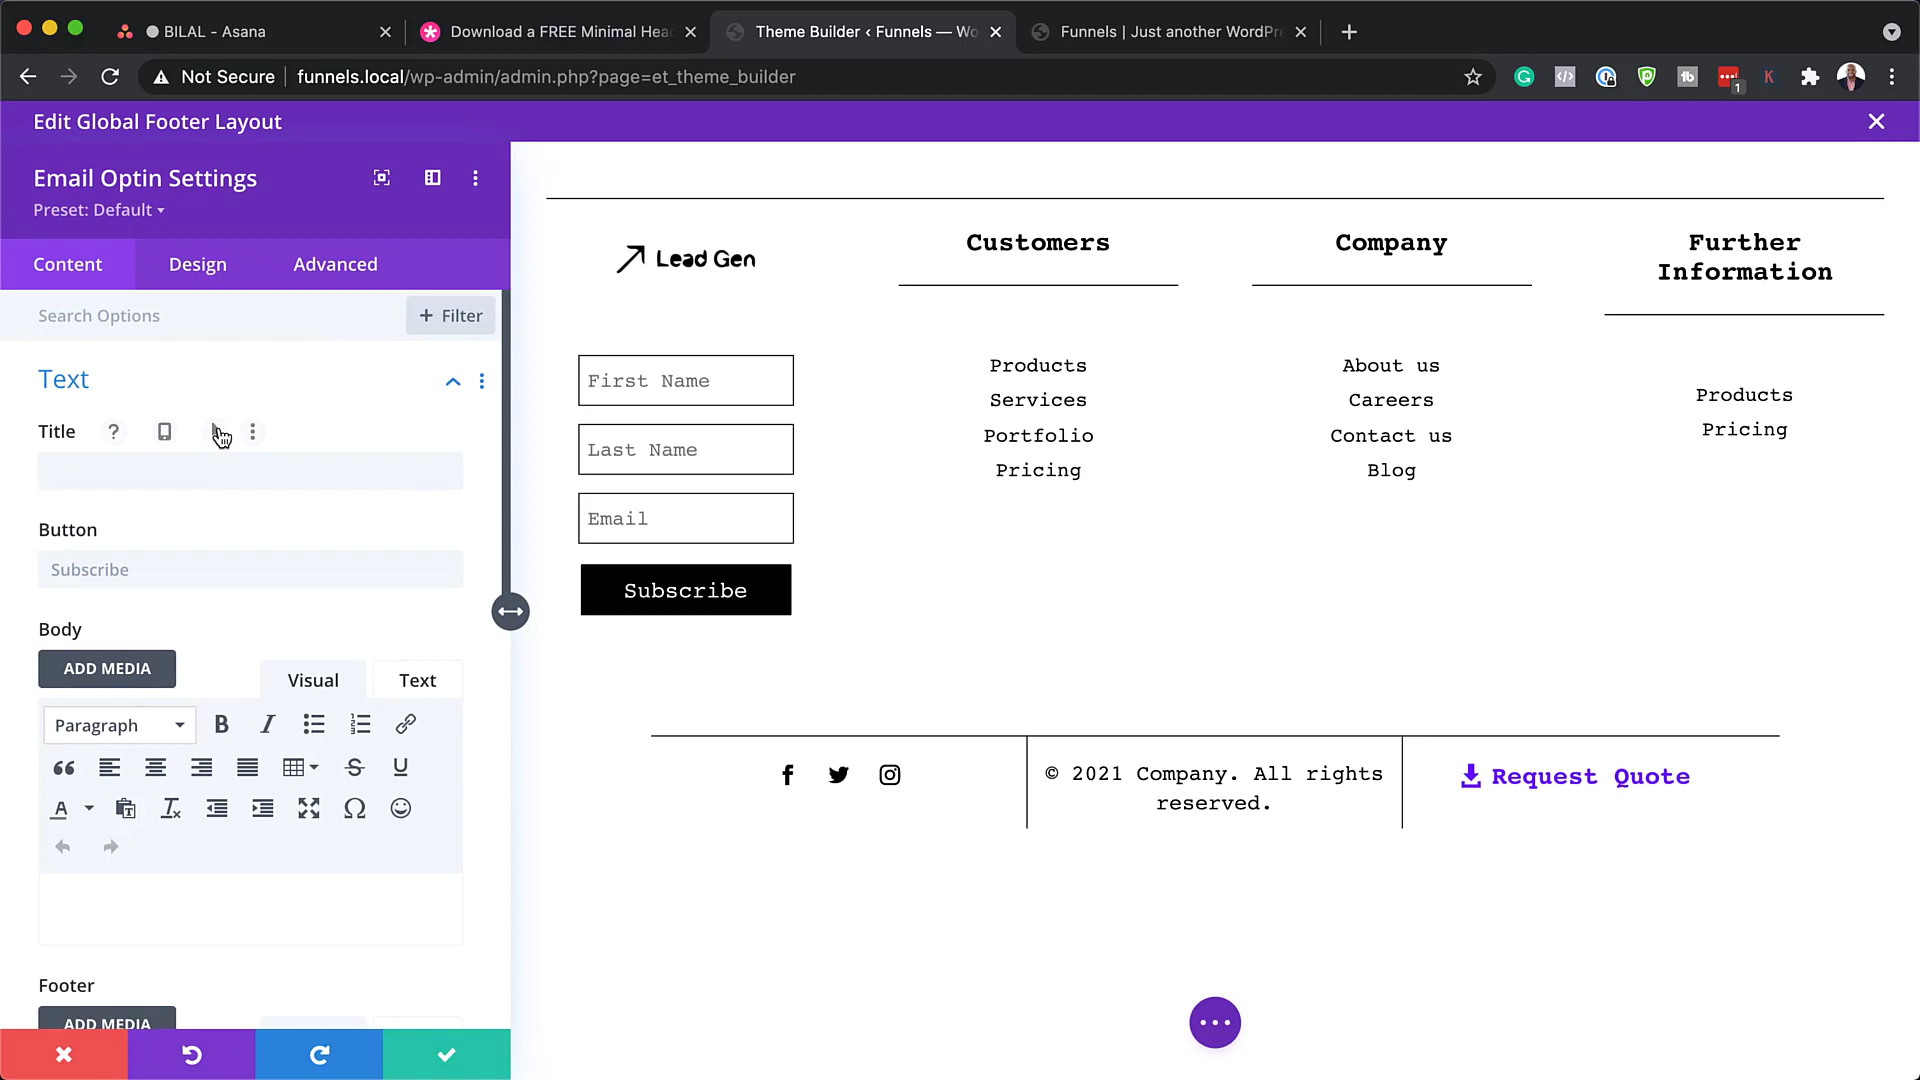 BILAL - Asana
Download a FREE Minimal Hea
Theme Builder ‹ Funnels — Wo
Funnels | Just another WordPre
Not Secure
funnels.local/wp-admin/admin.php?page=et_theme_builder
1
Edit Global Footer Layout
Email Optin Settings
Preset: Default
Content
Design
Advanced
Search Options
+ Filter
Text
Title
?
Button
Subscribe
Body
ADD MEDIA
Visual
Text
Paragraph
Footer
ADD MEDIA
Lead Gen
First Name
Last Name
Email
Subscribe
Customers
Products
Services
Portfolio
Pricing
Company
About us
Careers
Contact us
Blog
Further
Information
Products
Pricing
© 2021 Company. All rights
reserved.
Request Quote